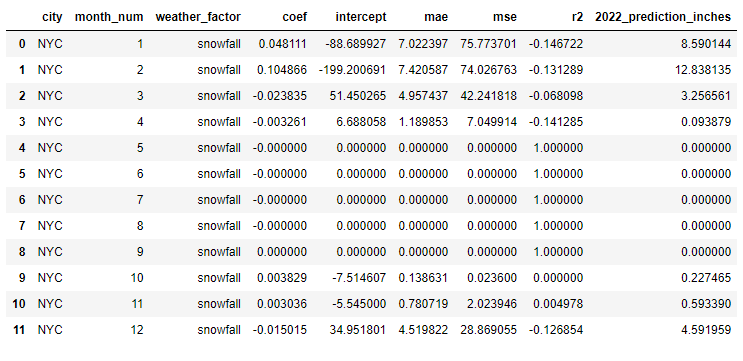 city month_num weather_factor coef intercept mae mse r2 2022_prediction_inches
0 NYC 1 snowfall 0.048111 -88.689927 7.022397 75.773701 -0.146722 8.590144
1 NYC 2 snowfall 0.104866 -199.200691 7.420587 74.026763 -0.131289 12.838135
2 NYC 3 snowfall -0.023835 51.450265 4.957437 42.241818 -0.068098 3.256561
3 NYC 4 snowfall -0.003261 6.688058 1.189853 7.049914 -0.141285 0.093879
4 NYC 5 snowfall -0.000000 0.000000 0.000000 0.000000 1.000000 0.000000
5 NYC 6 snowfall -0.000000 0.000000 0.000000 0.000000 1.000000 0.000000
6 NYC 7 snowfall -0.000000 0.000000 0.000000 0.000000 1.000000 0.000000
7 NYC 8 snowfall -0.000000 0.000000 0.000000 0.000000 1.000000 0.000000
8 NYC 9 snowfall -0.000000 0.000000 0.000000 0.000000 1.000000 0.000000
9 NYC 10 snowfall 0.003829 -7.514607 0.138631 0.023600 0.000000 0.227465
10 NYC 11 snowfall 0.003036 -5.545000 0.780719 2.023946 0.004978 0.593390
11 NYC 12 snowfall -0.015015 34.951801 4.519822 28.869055 -0.126854 4.591959